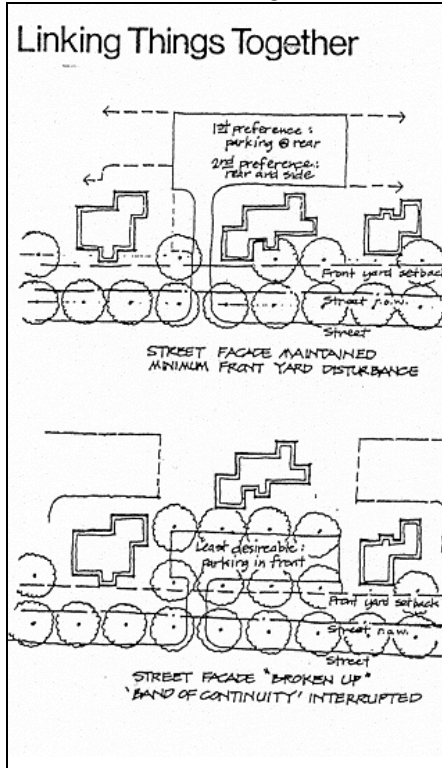 Linking Things Together
1st preference:
parking @ rear
2nd preference:
rear and side
Front yard setback
Street r.o.w.
Street
STREET FACADE MAINTAINED
MINIMUM FRONT YARD DISTURBANCE
Least desireable:
parking in front
Front yard setback
Street r.o.w.
Street
STREET FACADE "BROKEN UP"
'BAND OF CONTINUITY' INTERRUPTED